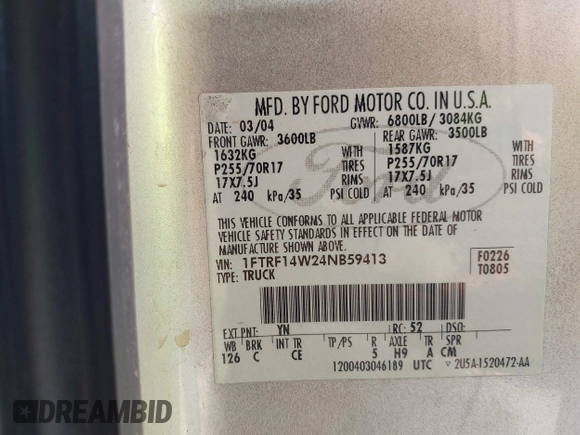 MFD. BY FORD MOTOR CO. IN U.S.A.
DATE: 03/04 GVWR: 6800LB/ 3084KG
FRONT GAWR: 3600LB REAR GAWR: 3500LB
1632KG WITH 1587KG WITH
P255/70R17 TIRES P255/70R17 TIRES
17X7.5J RIMS 17X7.5J RIMS
AT 240 kPa/35 PSI COLD AT 240 kPa/35 PSI COLD
Ford
THIS VEHICLE CONFORMS TO ALL APPLICABLE FEDERAL MOTOR
VEHICLE SAFETY STANDARDS IN EFFECT ON THE DATE OF
MANUFACTURE SHOWN ABOVE.
VIN: 1FTRF14W24NB59413 F0226
TYPE: TRUCK T0805
EXT PNT: YN RC: 52 DSO:
WB BRK INT TR TP/PS R AXLE TR SPR
126 C CE 5 H9 A CM
1200403046189 UTC ▽ 2U5A-1520472-AA
DREAMBID